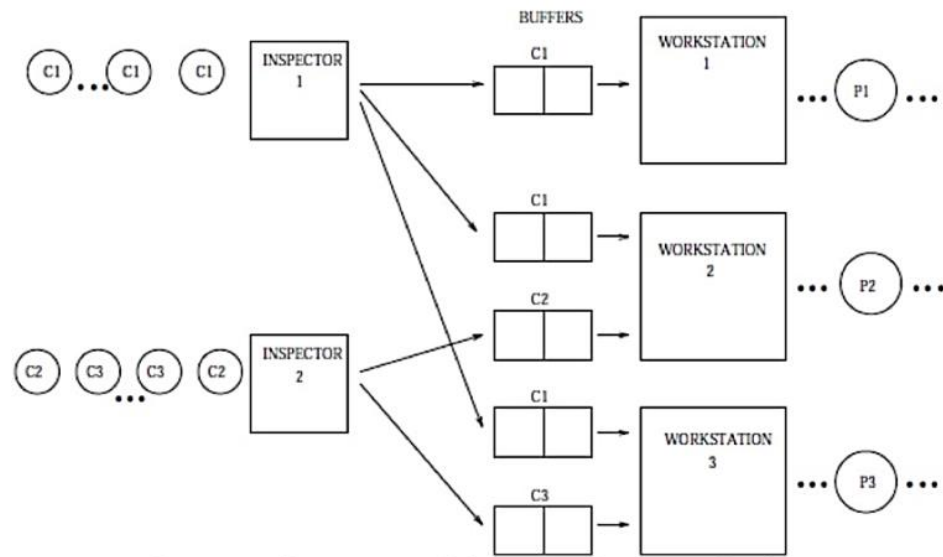 BUFFERS
C1 ... C1 C1
INSPECTOR
1
C1
WORKSTATION
1
... P1 ...
C1
WORKSTATION
2
... P2 ...
C2
C2 C3 ... C3 C2
INSPECTOR
2
C1
WORKSTATION
3
... P3 ...
C3